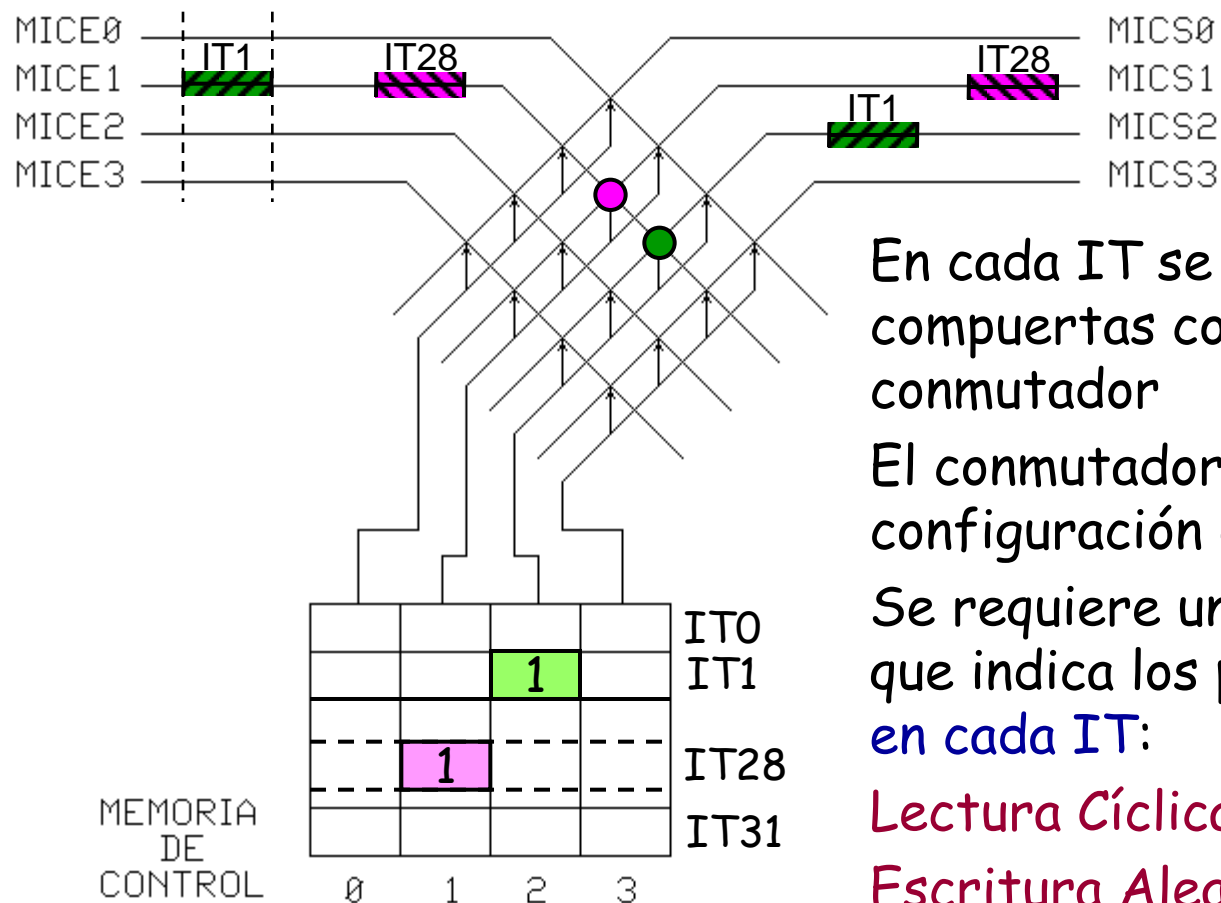 MICE0
MICE1
MICE2
MICE3
IT1
IT28
MICS0
MICS1
MICS2
MICS3
IT28
IT1
En cada IT se
compuertas
conmutador
El conmutador
configuración
Se requiere
que indica los
en cada IT:
Lectura Cíclica
Escritura
IT0
IT1
IT28
IT31
1
1
MEMORIA
DE
CONTROL
0 1 2 3